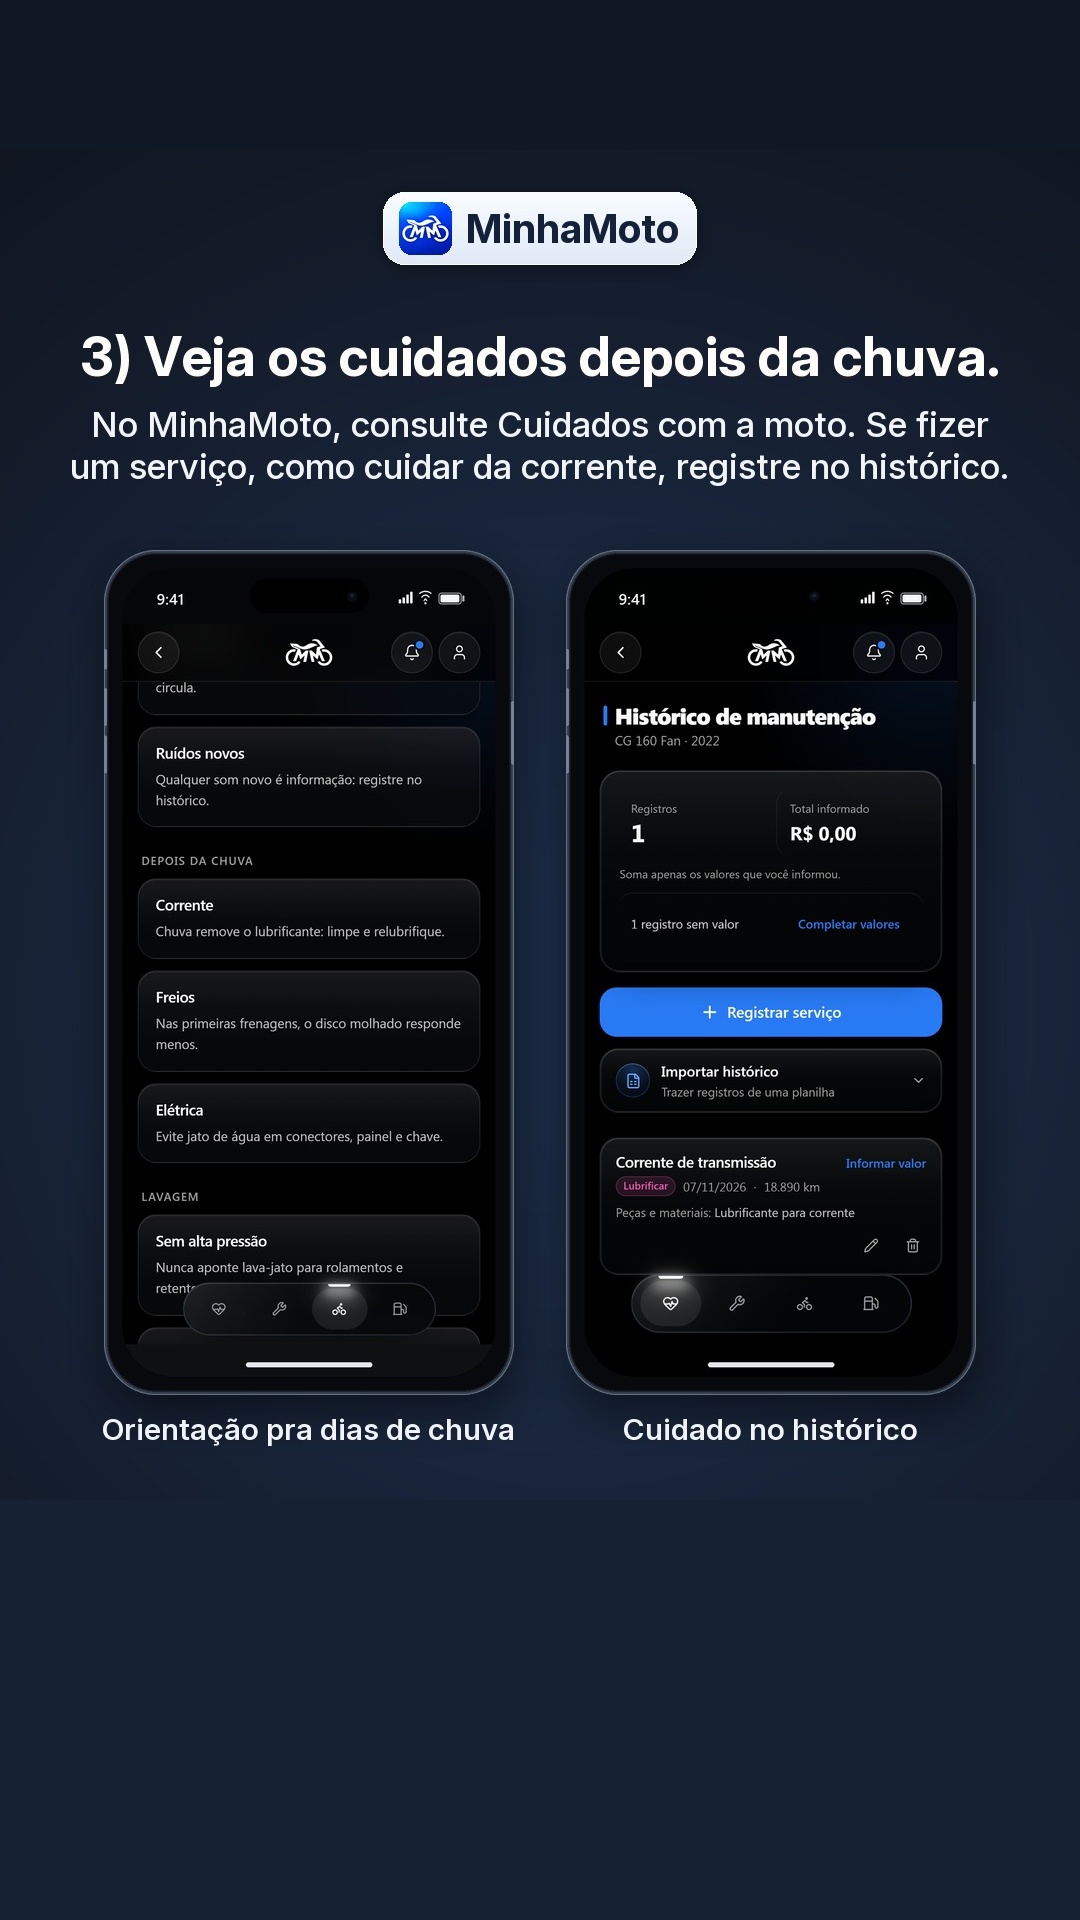 MinhaMoto
3) Veja os cuidados depois da chuva.
No MinhaMoto, consulte Cuidados com a moto. Se fizer
um serviço, como cuidar da corrente, registre no histórico.
9:41
MM
circula.
Ruídos novos
Qualquer som novo é informação: registre no
histórico.
DEPOIS DA CHUVA
Corrente
Chuva remove o lubrificante: limpe e relubrifique.
Freios
Nas primeiras frenagens, o disco molhado responde
menos.
Elétrica
Evite jato de água em conectores, painel e chave.
LAVAGEM
Sem alta pressão
Nunca aponte lava-jato para rolamentos e
Orientação pra dias de chuva
9:41
MM
Histórico de manutenção
CG 160 Fan · 2022
Registros
1
Total informado
R$ 0,00
Soma apenas os valores que você informou.
1 registro sem valor
Completar valores
+ Registrar serviço
Importar histórico
Trazer registros de uma planilha
Corrente de transmissão
Informar valor
Lubrificar 07/11/2026 · 18.890 km
Peças e materiais: Lubrificante para corrente
Cuidado no histórico